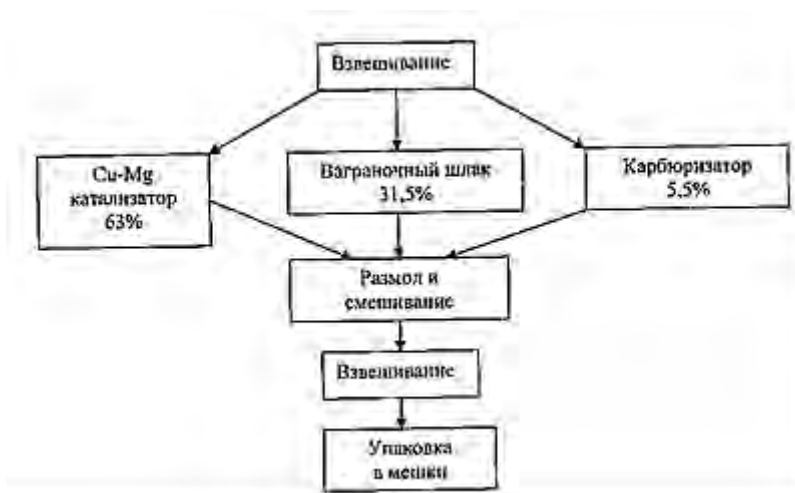 Взвешивание
Cu-Mg
катализатор
63%
Ваграночный шлак
31,5%
Карбюризатор
5,5%
Размол и
смешивание
Взвешивание
Упаковка
в мешки